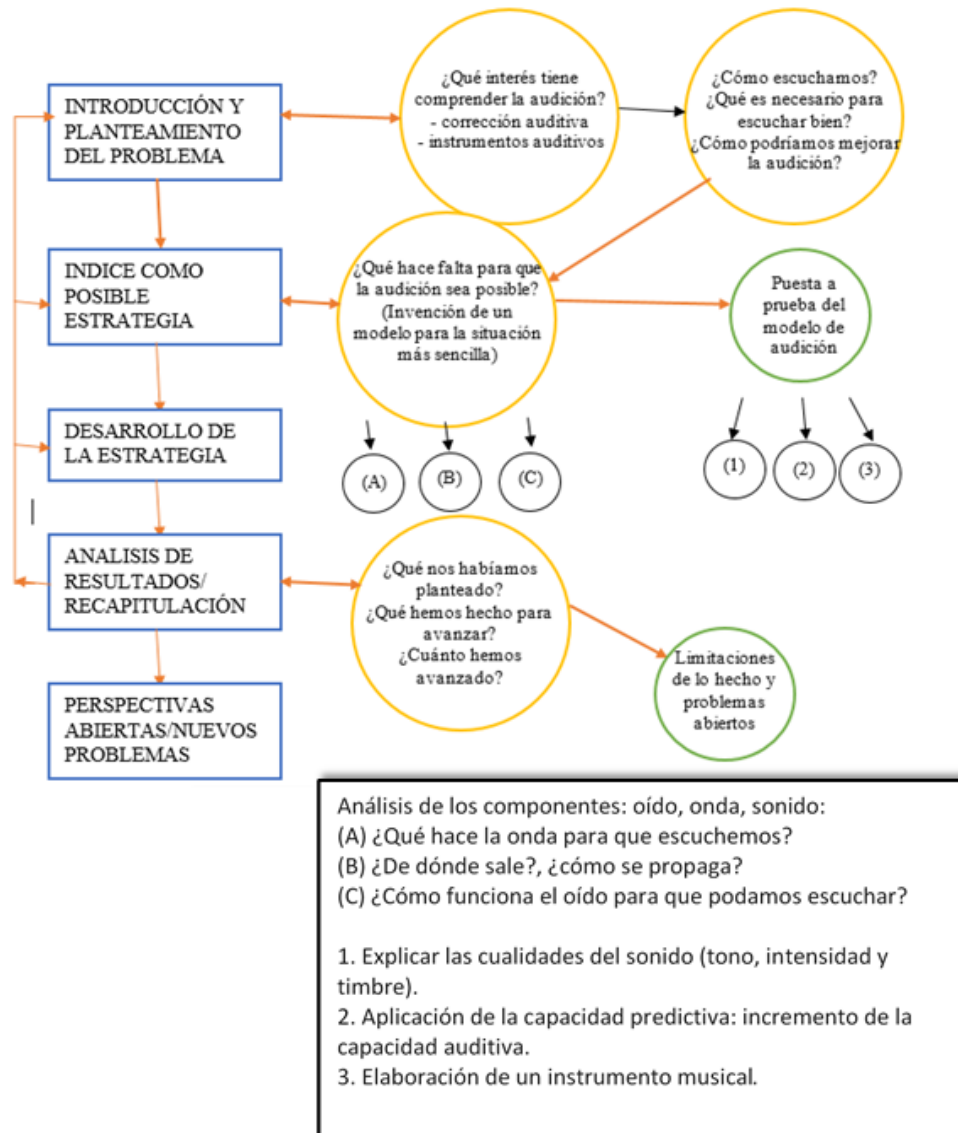 INTRODUCCIÓN Y
PLANTEAMIENTO
DEL PROBLEMA
¿Qué interés tiene
comprender la audición?
- corrección auditiva
- instrumentos auditivos
¿Cómo escuchamos?
¿Qué es necesario para
escuchar bien?
¿Cómo podríamos mejorar
la audición?
INDICE COMO
POSIBLE
ESTRATEGIA
¿Qué hace falta para que
la audición sea posible?
(Invención de un
modelo para la situación
más sencilla)
Puesta a
prueba del
modelo de
audición
DESARROLLO DE
LA ESTRATEGIA
(A)
(B)
(C)
(1)
(2)
(3)
ANALISIS DE
RESULTADOS/
RECAPITULACIÓN
¿Qué nos habíamos
planteado?
¿Qué hemos hecho para
avanzar?
¿Cuánto hemos
avanzado?
Limitaciones
de lo hecho y
problemas
abiertos
PERSPECTIVAS
ABIERTAS/NUEVOS
PROBLEMAS
Análisis de los componentes: oído, onda, sonido:
(A) ¿Qué hace la onda para que escuchemos?
(B) ¿De dónde sale?, ¿cómo se propaga?
(C) ¿Cómo funciona el oído para que podamos escuchar?
1. Explicar las cualidades del sonido (tono, intensidad y
timbre).
2. Aplicación de la capacidad predictiva: incremento de la
capacidad auditiva.
3. Elaboración de un instrumento musical.